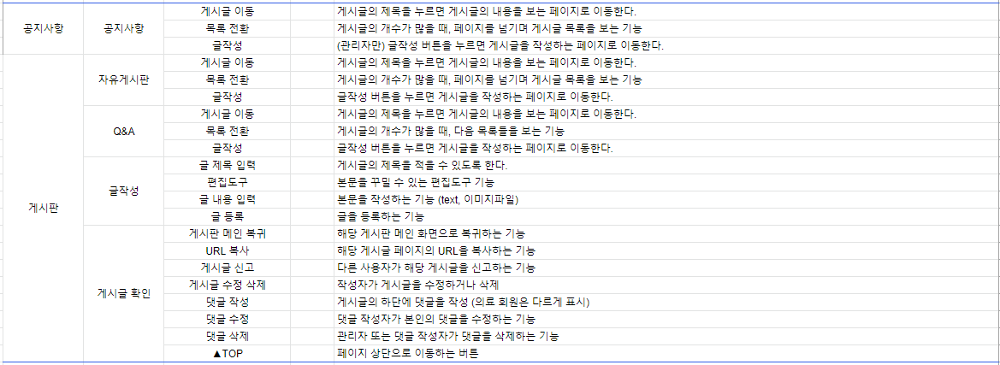 공지사항 공지사항 게시글 이동 게시글의 제목을 누르면 게시글의 내용을 보는 페이지로 이동한다.
목록 전환 게시글의 개수가 많을 때, 페이지를 넘기며 게시글 목록을 보는 기능
글작성 (관리자만) 글작성 버튼을 누르면 게시글을 작성하는 페이지로 이동한다.
게시판 자유게시판 게시글 이동 게시글의 제목을 누르면 게시글의 내용을 보는 페이지로 이동한다.
목록 전환 게시글의 개수가 많을 때, 페이지를 넘기며 게시글 목록을 보는 기능
글작성 글작성 버튼을 누르면 게시글을 작성하는 페이지로 이동한다.
Q&A 게시글 이동 게시글의 제목을 누르면 게시글의 내용을 보는 페이지로 이동한다.
목록 전환 게시글의 개수가 많을 때, 다음 목록들을 보는 기능
글작성 글작성 버튼을 누르면 게시글을 작성하는 페이지로 이동한다.
글작성 글 제목 입력 게시글의 제목을 적을 수 있도록 한다.
편집도구 본문을 꾸밀 수 있는 편집도구 기능
글 내용 입력 본문을 작성하는 기능 (text, 이미지파일)
글 등록 글을 등록하는 기능
게시글 확인 게시판 메인 복귀 해당 게시판 메인 화면으로 복귀하는 기능
URL 복사 해당 게시글 페이지의 URL을 복사하는 기능
게시글 신고 다른 사용자가 해당 게시글을 신고하는 기능
게시글 수정 삭제 작성자가 게시글을 수정하거나 삭제
댓글 작성 게시글의 하단에 댓글을 작성 (의료 회원은 다르게 표시)
댓글 수정 댓글 작성자가 본인의 댓글을 수정하는 기능
댓글 삭제 관리자 또는 댓글 작성자가 댓글을 삭제하는 기능
▲TOP 페이지 상단으로 이동하는 버튼